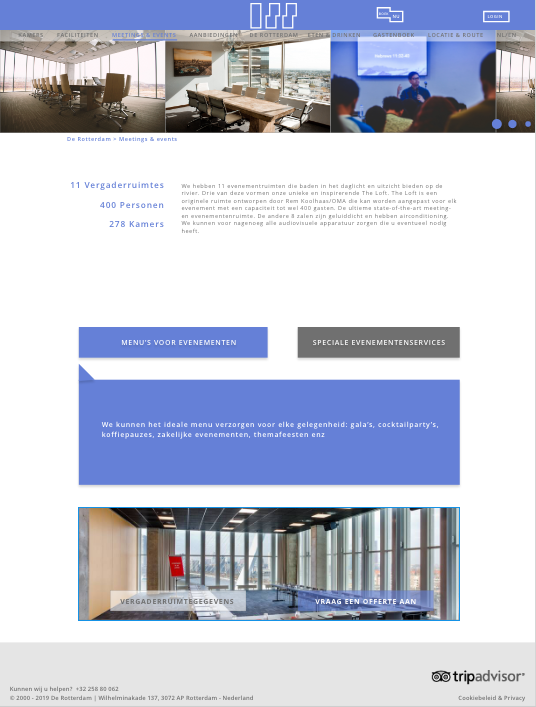 BOEK NU
LOGIN
KAMERS FACILITEITEN MEETINGS & EVENTS AANBIEDINGEN DE ROTTERDAM ETEN & DRINKEN GASTENBOEK LOCATIE & ROUTE
De Rotterdam > Meetings & events
11 Vergaderruimtes
400 Personen
278 Kamers
We hebben 11 evenementruimten die baden in het daglicht en uitzicht bieden op de
rivier. Drie van deze vormen onze unieke en inspirerende The Loft. The Loft is een
originele ruimte ontworpen door Rem Koolhaas/OMA die kan worden aangepast voor elk
evenement met een capaciteit tot wel 400 gasten. De ultieme state-of-the-art meeting-
en evenementenruimte. De andere 8 zalen zijn geluiddicht en hebben airconditioning.
We kunnen voor nagenoeg alle audiovisuele apparatuur zorgen die u eventueel nodig
heeft.
MENU'S VOOR EVENEMENTEN
SPECIALE EVENEMENTENSERVICES
We kunnen het ideale menu verzorgen voor elke gelegenheid: gala's, cocktailparty's,
koffiepauzes, zakelijke evenementen, themafeesten enz
VERGADERRUIMTEGEGEVENS
VRAAG EEN OFFERTE AAN
tripadvisor
Kunnen wij u helpen? +32 258 80 062
© 2000 - 2019 De Rotterdam | Wilhelminakade 137, 3072 AP Rotterdam - Nederland
Cookiebeleid & Privacy